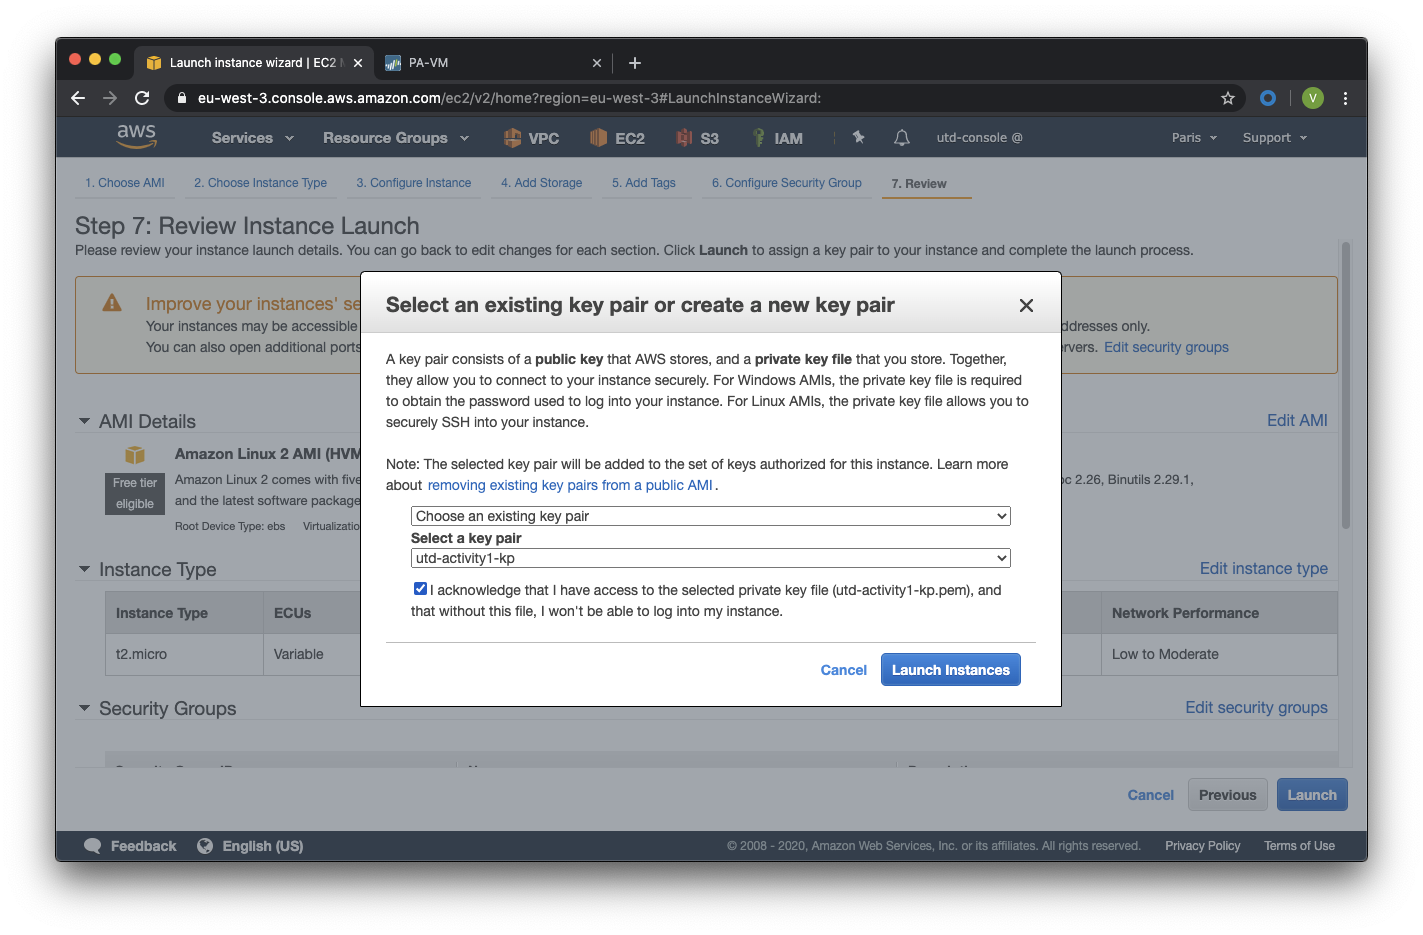 Launch instance wizard | EC2 M
PA-VM
eu-west-3.console.aws.amazon.com/ec2/v2/home?region=eu-west-3#LaunchInstanceWizard:
V
aws
Services
Resource Groups
VPC
EC2
S3
IAM
utd-console @
Paris
Support
1. Choose AMI
2. Choose Instance Type
3. Configure Instance
4. Add Storage
5. Add Tags
6. Configure Security Group
7. Review
Step 7: Review Instance Launch
Please review your instance launch details. You can go back to edit changes for each section. Click Launch to assign a key pair to your instance and complete the launch process.
Improve your instances' se
Your instances may be accessible
ddresses only.
You can also open additional ports
rvers. Edit security groups
Select an existing key pair or create a new key pair
A key pair consists of a public key that AWS stores, and a private key file that you store. Together,
they allow you to connect to your instance securely. For Windows AMIs, the private key file is required
to obtain the password used to log into your instance. For Linux AMIs, the private key file allows you to
securely SSH into your instance.
Note: The selected key pair will be added to the set of keys authorized for this instance. Learn more
about removing existing key pairs from a public AMI .
Choose an existing key pair
Select a key pair
utd-activity1-kp
I acknowledge that I have access to the selected private key file (utd-activity1-kp.pem), and
that without this file, I won't be able to log into my instance.
Cancel
Launch Instances
AMI Details
Edit AMI
Free tier
eligible
Amazon Linux 2 AMI (HVM
Amazon Linux 2 comes with five
c 2.26, Binutils 2.29.1,
and the latest software package
Root Device Type: ebs
Virtualizatio
Instance Type
Edit instance type
Instance Type
ECUs
Network Performance
t2.micro
Variable
Low to Moderate
Security Groups
Edit security groups
Cancel
Previous
Launch
Feedback
English (US)
© 2008 - 2020, Amazon Web Services, Inc. or its affiliates. All rights reserved.
Privacy Policy
Terms of Use